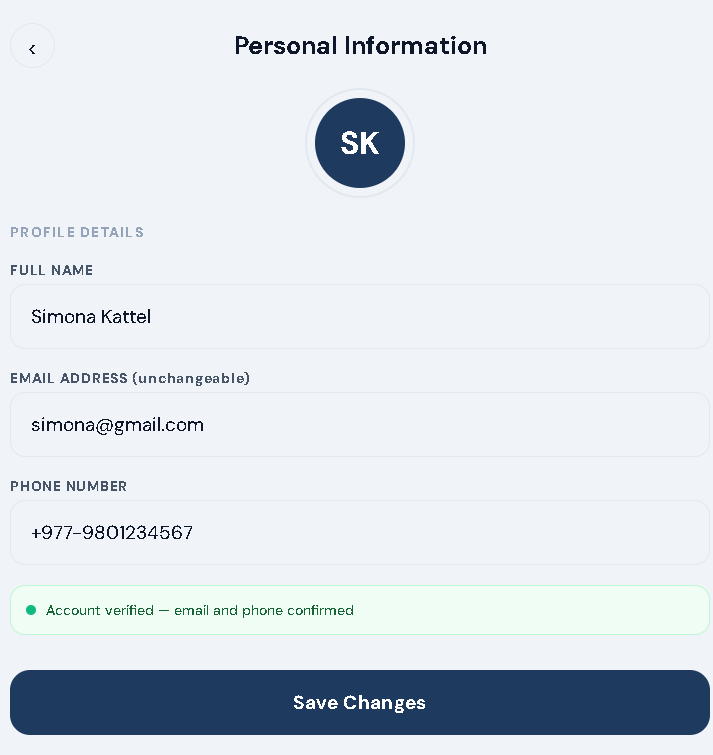 ‹ Personal Information
SK
PROFILE DETAILS
FULL NAME
Simona Kattel
EMAIL ADDRESS (unchangeable)
simona@gmail.com
PHONE NUMBER
+977-9801234567
Account verified — email and phone confirmed
Save Changes